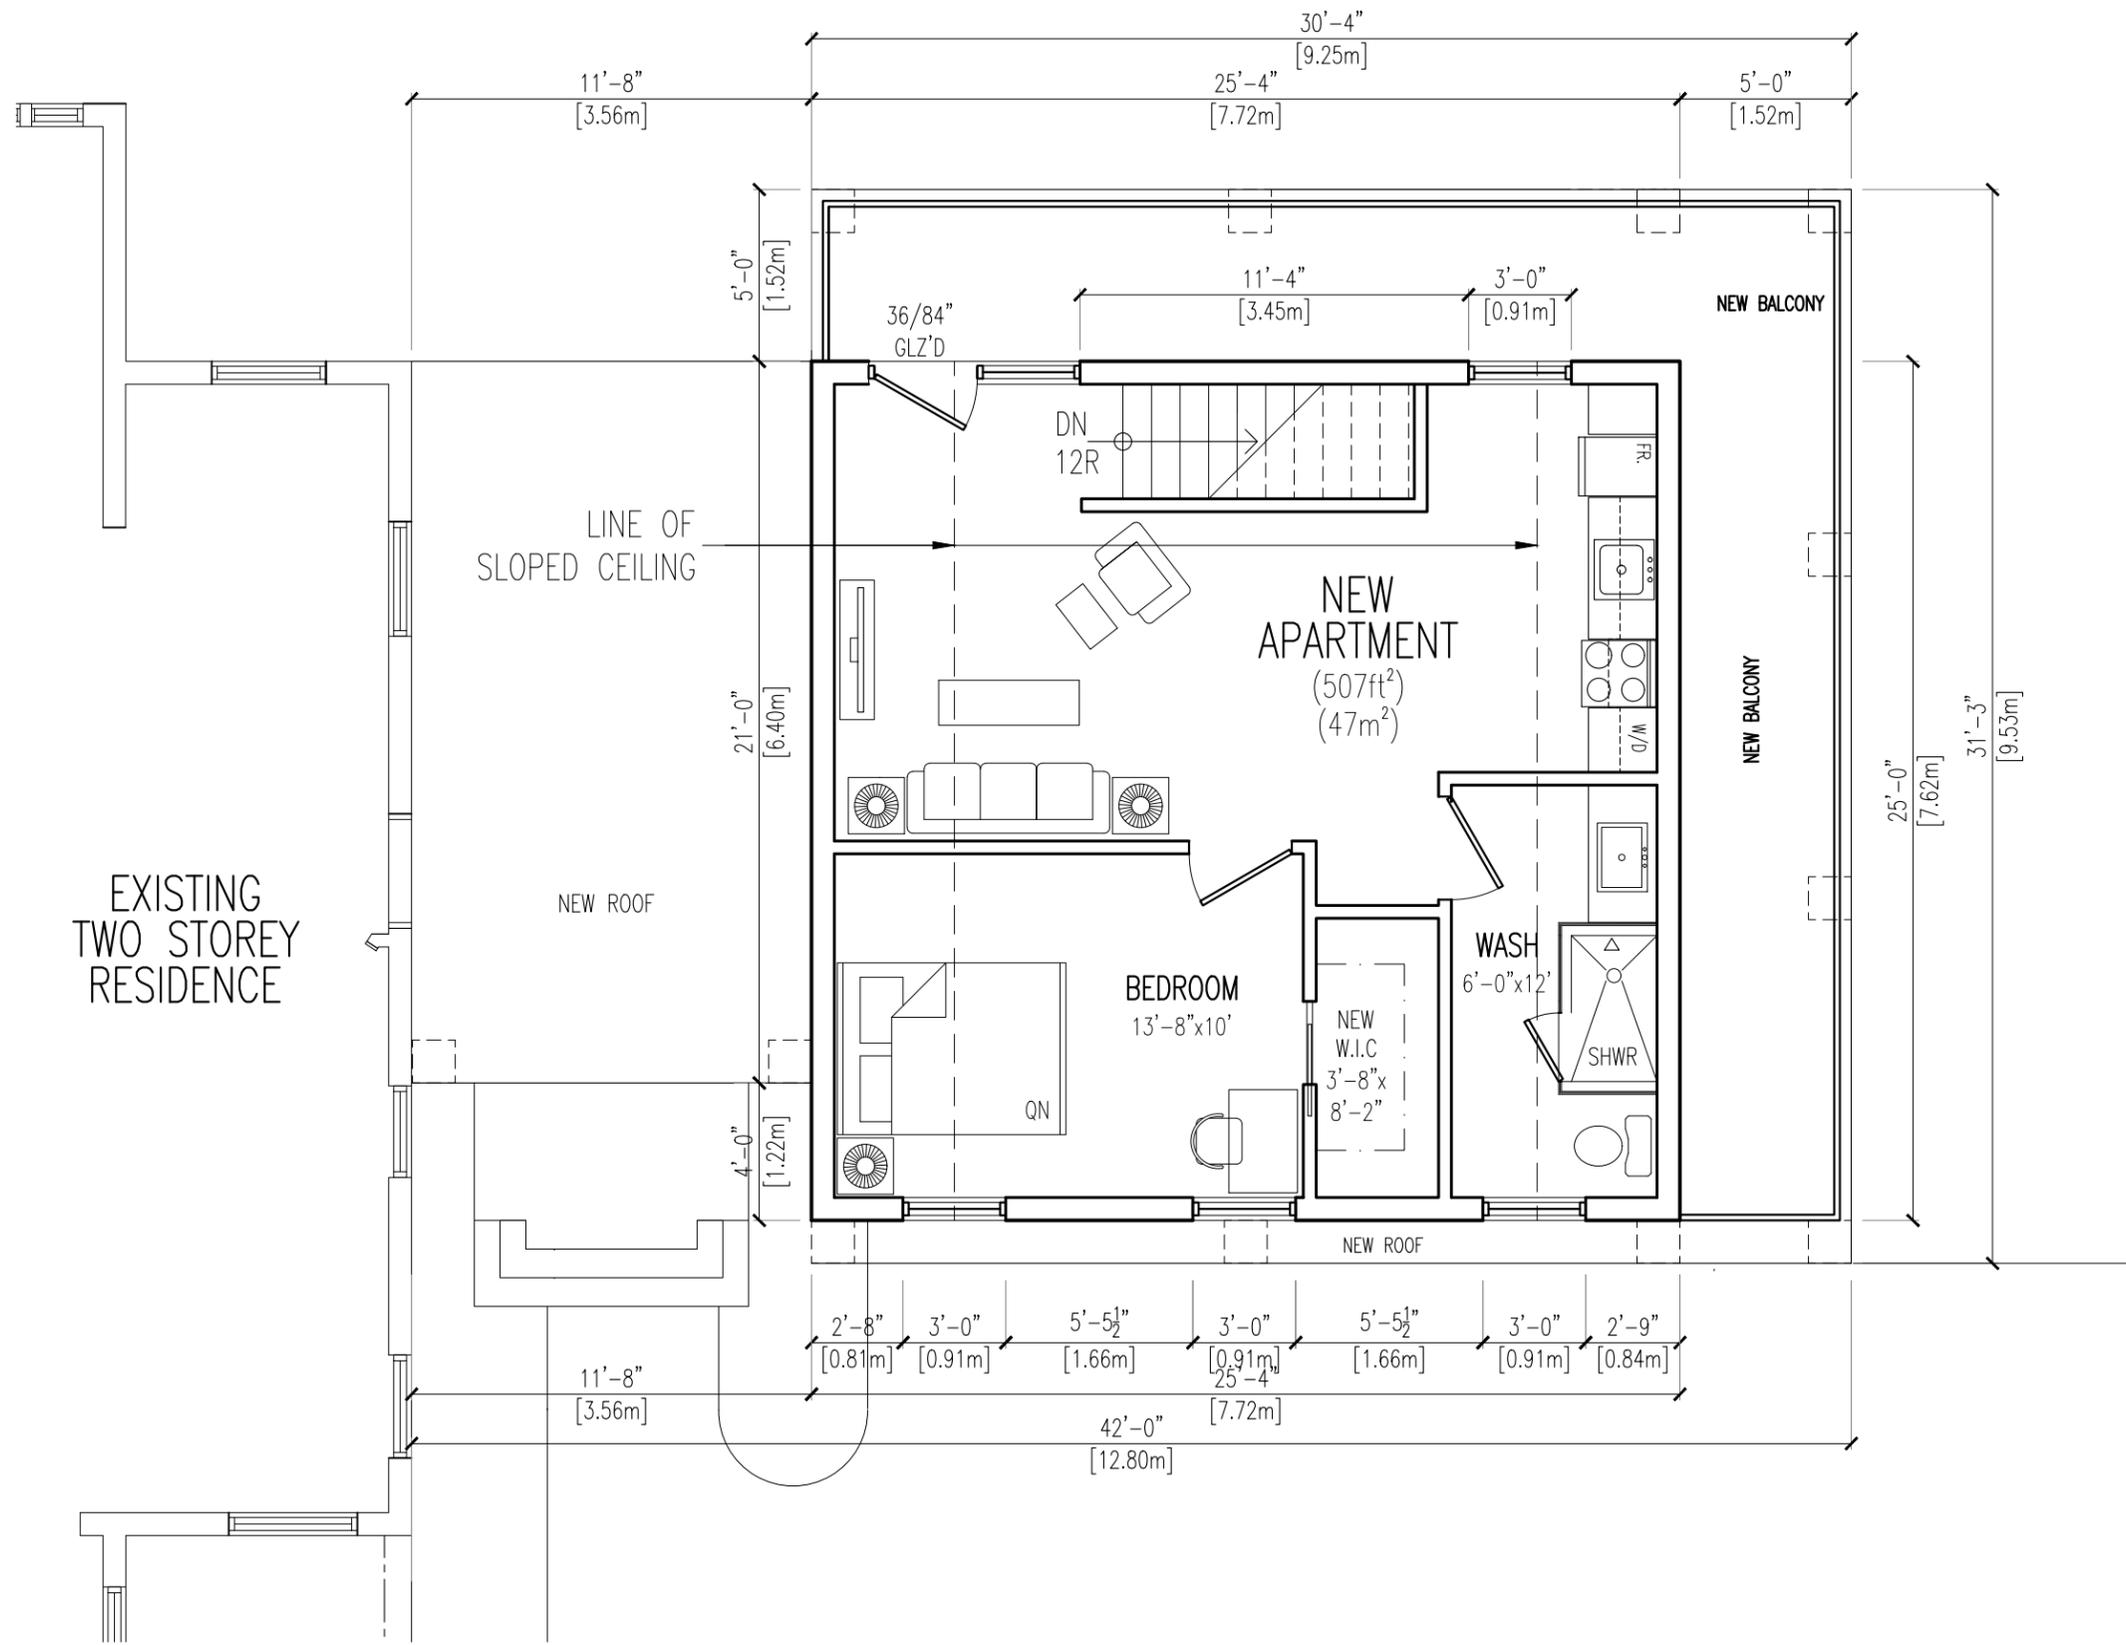 30'-4"
[9.25m]
11'-8"
[3.56m]
25'-4"
[7.72m]
5'-0"
[1.52m]
5'-0"
[1.52m]
11'-4"
[3.45m]
3'-0"
[0.91m]
NEW BALCONY
36/84"
GLZ'D
DN
12R
FR.
LINE OF
SLOPED CEILING
NEW
APARTMENT
(507ft²)
(47m²)
W/D
NEW BALCONY
21'-0"
[6.40m]
31'-3"
[9.53m]
25'-0"
[7.62m]
EXISTING
TWO STOREY
RESIDENCE
NEW ROOF
WASH
6'-0"x12'
BEDROOM
13'-8"x10'
NEW
W.I.C
3'-8"x
8'-2"
SHWR
QN
4'-0"
[1.22m]
NEW ROOF
2'-8"
[0.81m]
3'-0"
[0.91m]
5'-5½"
[1.66m]
3'-0"
[0.91m]
5'-5½"
[1.66m]
3'-0"
[0.91m]
2'-9"
[0.84m]
11'-8"
[3.56m]
25'-4"
[7.72m]
42'-0"
[12.80m]